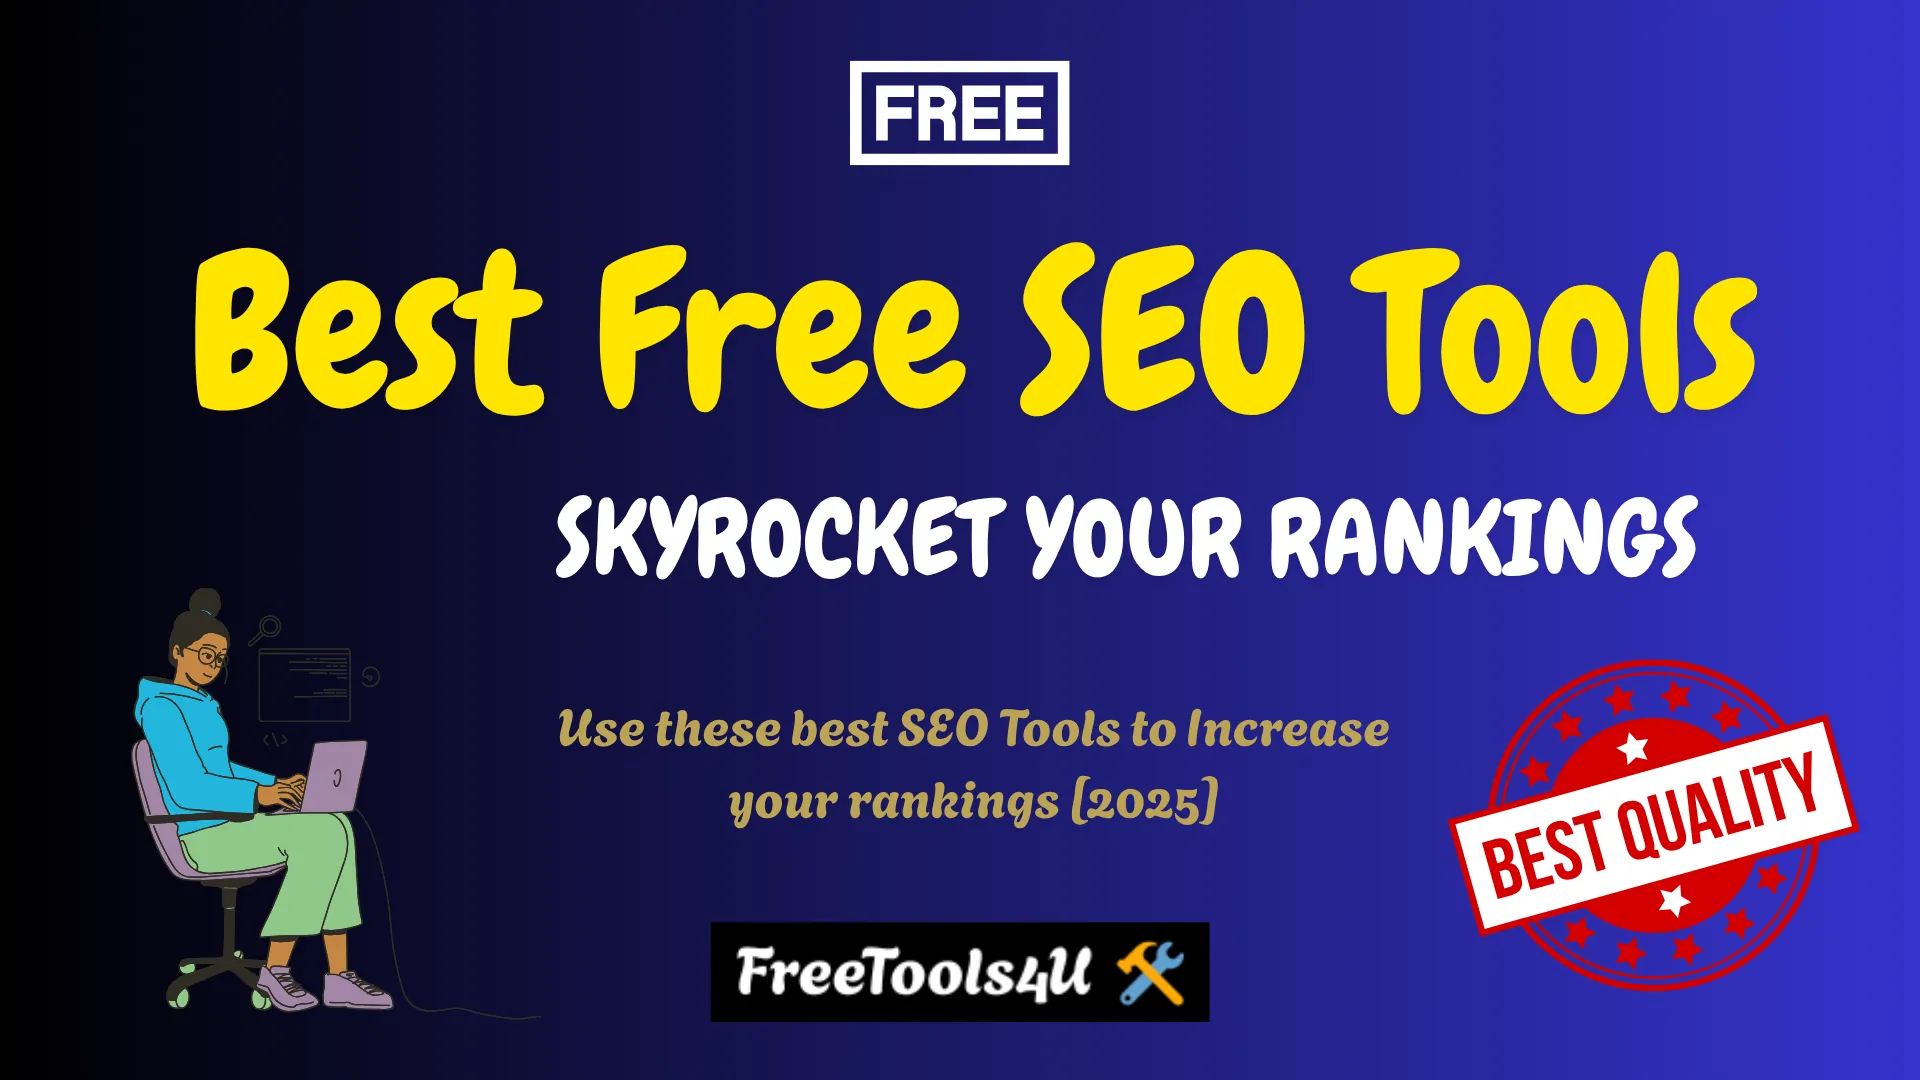 FREE
Best Free SEO Tools
SKYROCKET YOUR RANKINGS
Use these best SEO Tools to Increase
your rankings [2025]
BEST QUALITY
FreeTools4U